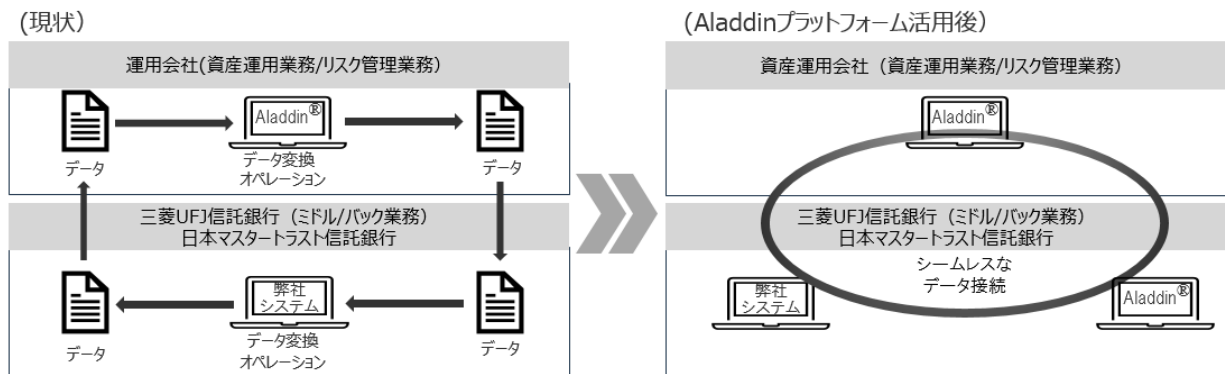 (現状)
運用会社(資産運用業務/リスク管理業務)
データ
Aladdin®
データ変換
オペレーション
データ
三菱UFJ信託銀行 (ミドル/バック業務)
日本マスタートラスト信託銀行
データ
弊社
システム
データ変換
オペレーション
データ
(Aladdinプラットフォーム活用後)
資産運用会社 (資産運用業務/リスク管理業務)
Aladdin®
三菱UFJ信託銀行 (ミドル/バック業務)
日本マスタートラスト信託銀行
シームレスな
データ接続
弊社
システム
Aladdin®